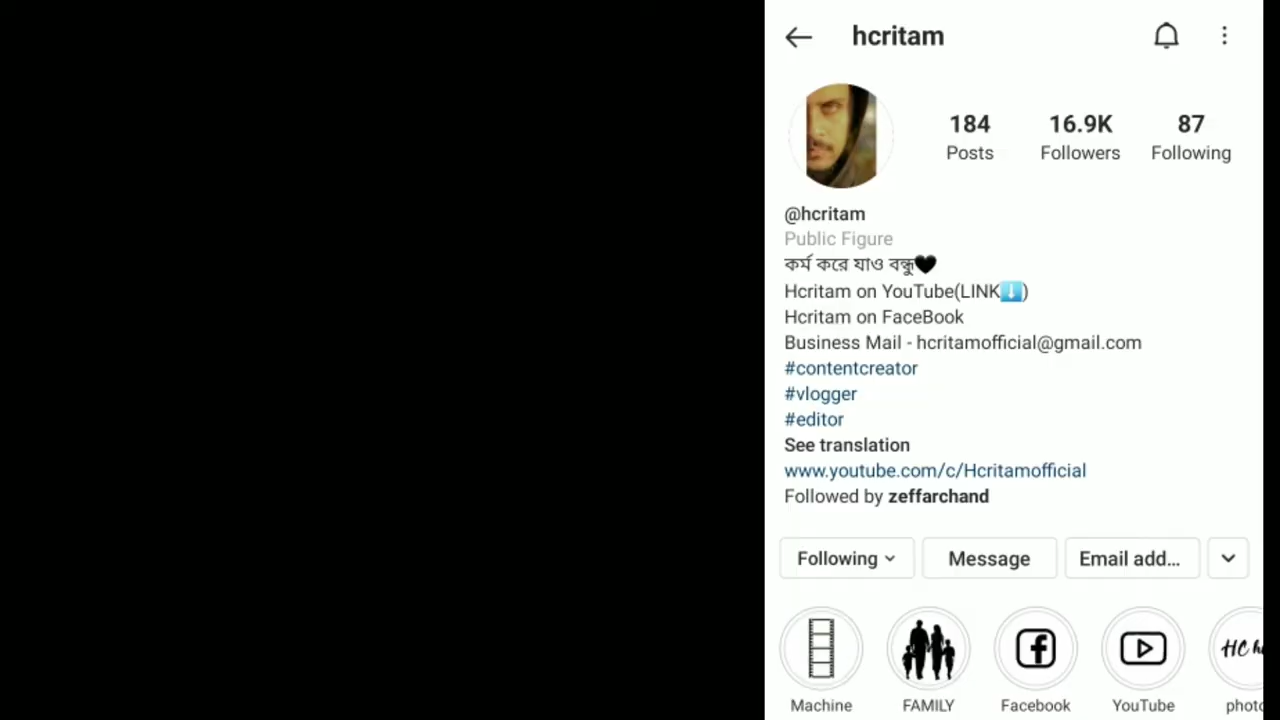 hcritam
184 16.9K 87
Posts Followers Following
@hcritam
Public Figure
কর্ম করে যাও বন্ধু🖤
Hcritam on YouTube(LINK⬇️)
Hcritam on FaceBook
Business Mail - hcritamofficial@gmail.com
#contentcreator
#vlogger
#editor
See translation
www.youtube.com/c/Hcritamofficial
Followed by zeffarchand
Following Message Email add...
HC
Machine FAMILY Facebook YouTube photo